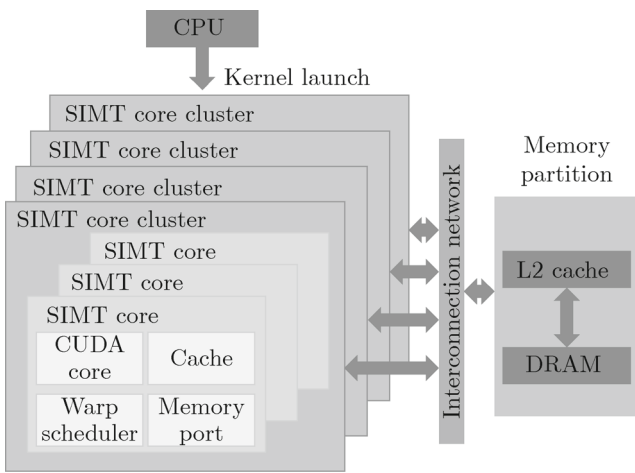 CPU
Kernel launch
SIMT core cluster
SIMT core cluster
SIMT core cluster
SIMT core cluster
SIMT core
SIMT core
SIMT core
CUDA
core
Cache
Warp
scheduler
Memory
port
Interconnection network
Memory
partition
L2 cache
DRAM